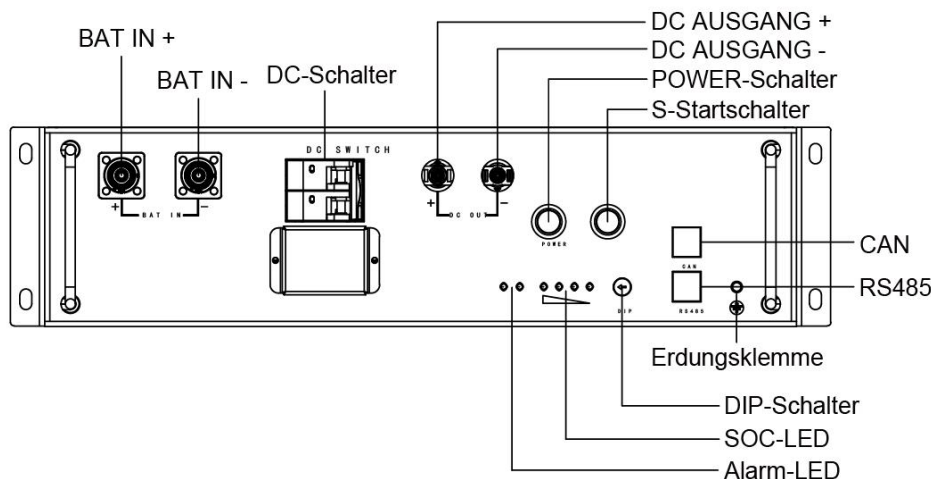 DC AUSGANG +
BAT IN +
DC AUSGANG -
BAT IN -
DC-Schalter
POWER-Schalter
S-Startschalter
DC SWITCH
+ BAT IN -
+ DC OUT -
POWER
CAN
CAN
RS485
DIP
RS485
Erdungsklemme
DIP-Schalter
SOC-LED
Alarm-LED